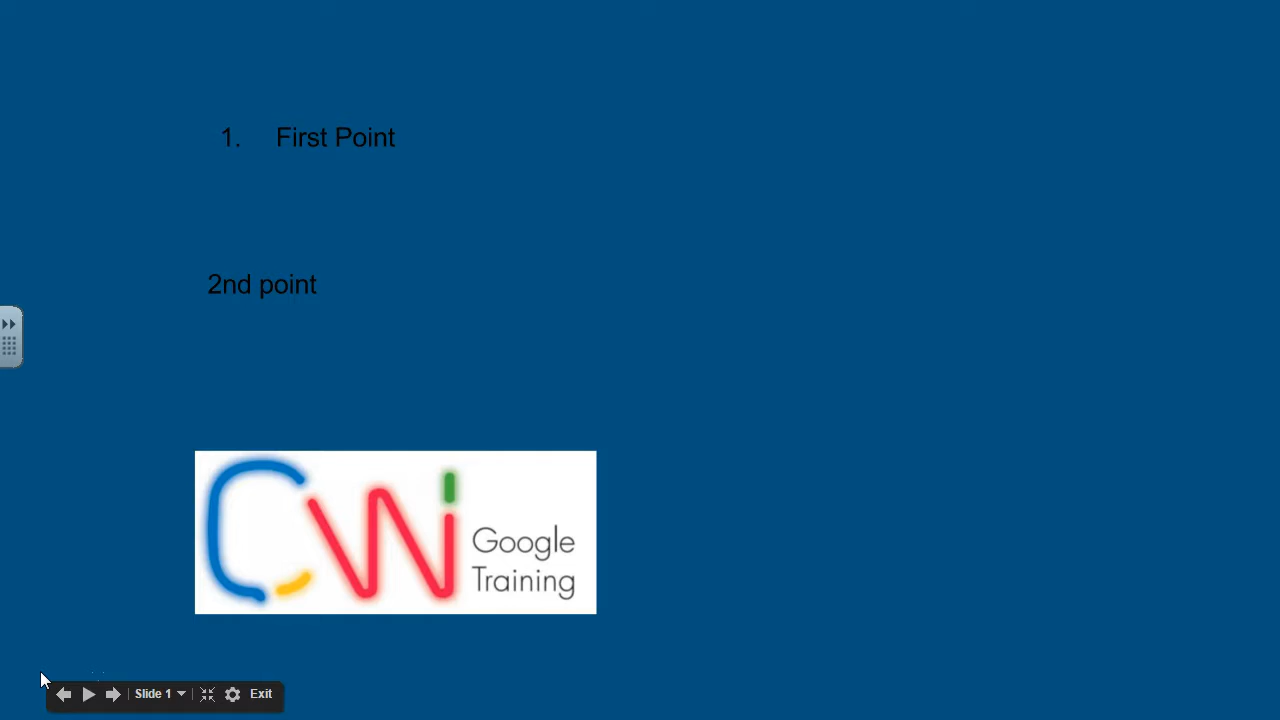 1. First Point
2nd point
CWi
Google
Training
Slide 1
Exit